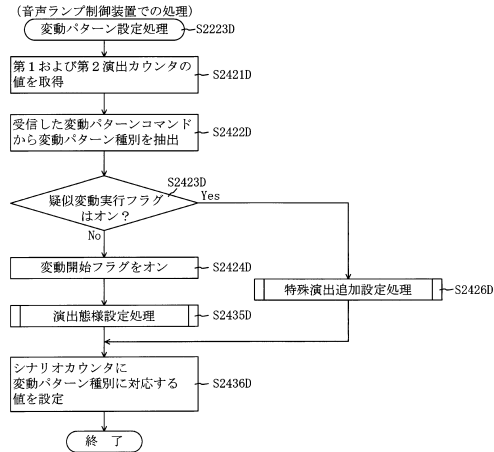 (音声ランプ制御装置での処理)
変動パターン設定処理
S2223D
第1および第2演出カウンタの
値を取得
S2421D
受信した変動パターンコマンド
から変動パターン種別を抽出
S2422D
S2423D
疑似変動実行フラグ
はオン?
Yes
No
変動開始フラグをオン
S2424D
特殊演出追加設定処理
S2426D
演出態様設定処理
S2435D
シナリオカウンタに
変動パターン種別に対応する
値を設定
S2436D
終 了